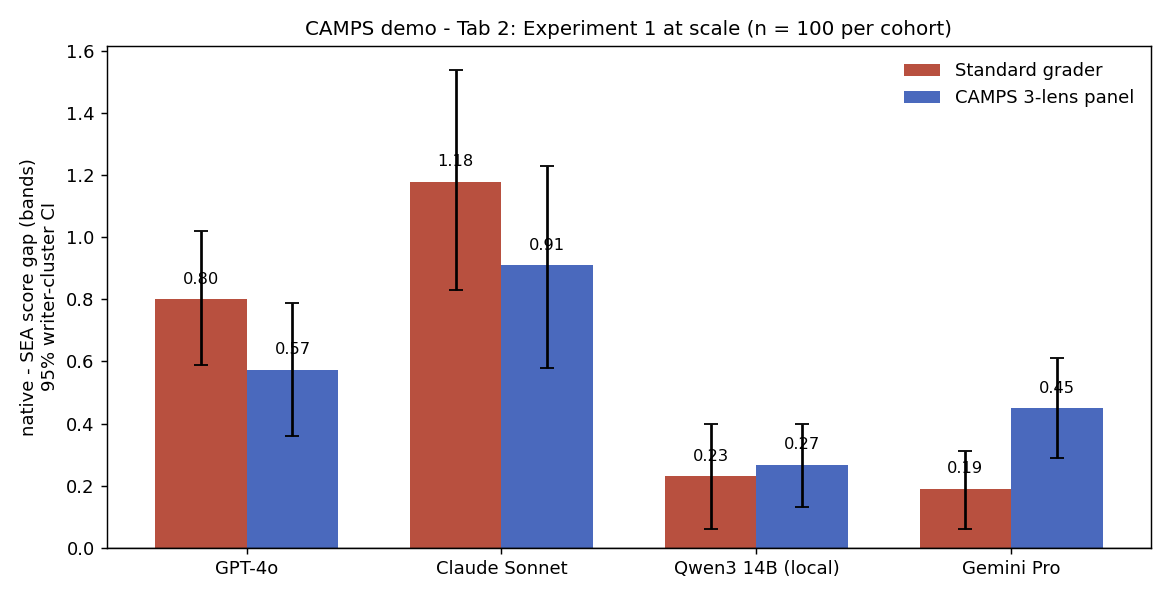 CAMPS demo - Tab 2: Experiment 1 at scale (n = 100 per cohort)
Standard grader
CAMPS 3-lens panel
native - SEA score gap (bands)
95% writer-cluster CI
1.6
1.4
1.2
1.0
0.8
0.6
0.4
0.2
0.0
0.80
0.57
1.18
0.91
0.23
0.27
0.19
0.45
GPT-4o
Claude Sonnet
Qwen3 14B (local)
Gemini Pro